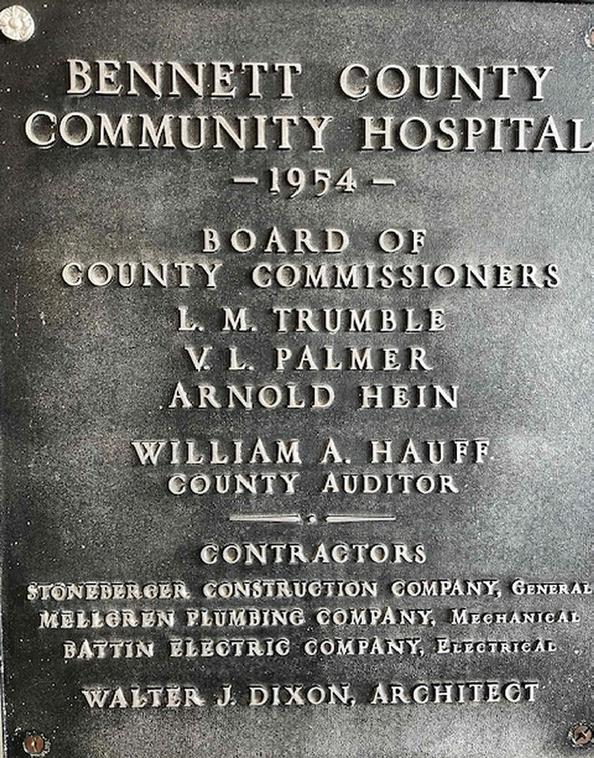 BENNETT COUNTY
COMMUNITY HOSPITAL
- 1954 -
BOARD OF
COUNTY COMMISSIONERS
L. M. TRUMBLE
V. L. PALMER
ARNOLD HEIN
WILLIAM A. HAUFF
COUNTY AUDITOR
CONTRACTORS
STONEBERGER CONSTRUCTION COMPANY, GENERAL
MELLGREN PLUMBING COMPANY, MECHANICAL
BATTIN ELECTRIC COMPANY, ELECTRICAL
WALTER J. DIXON, ARCHITECT